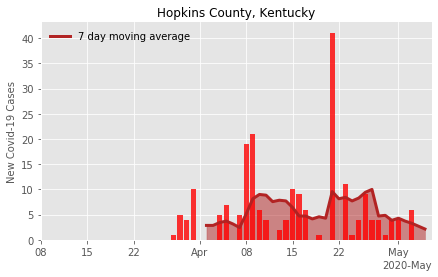 Hopkins County, Kentucky
7 day moving average
New Covid-19 Cases
40
35
30
25
20
15
10
5
0
08 15 22 Apr 08 15 22 May
2020-May